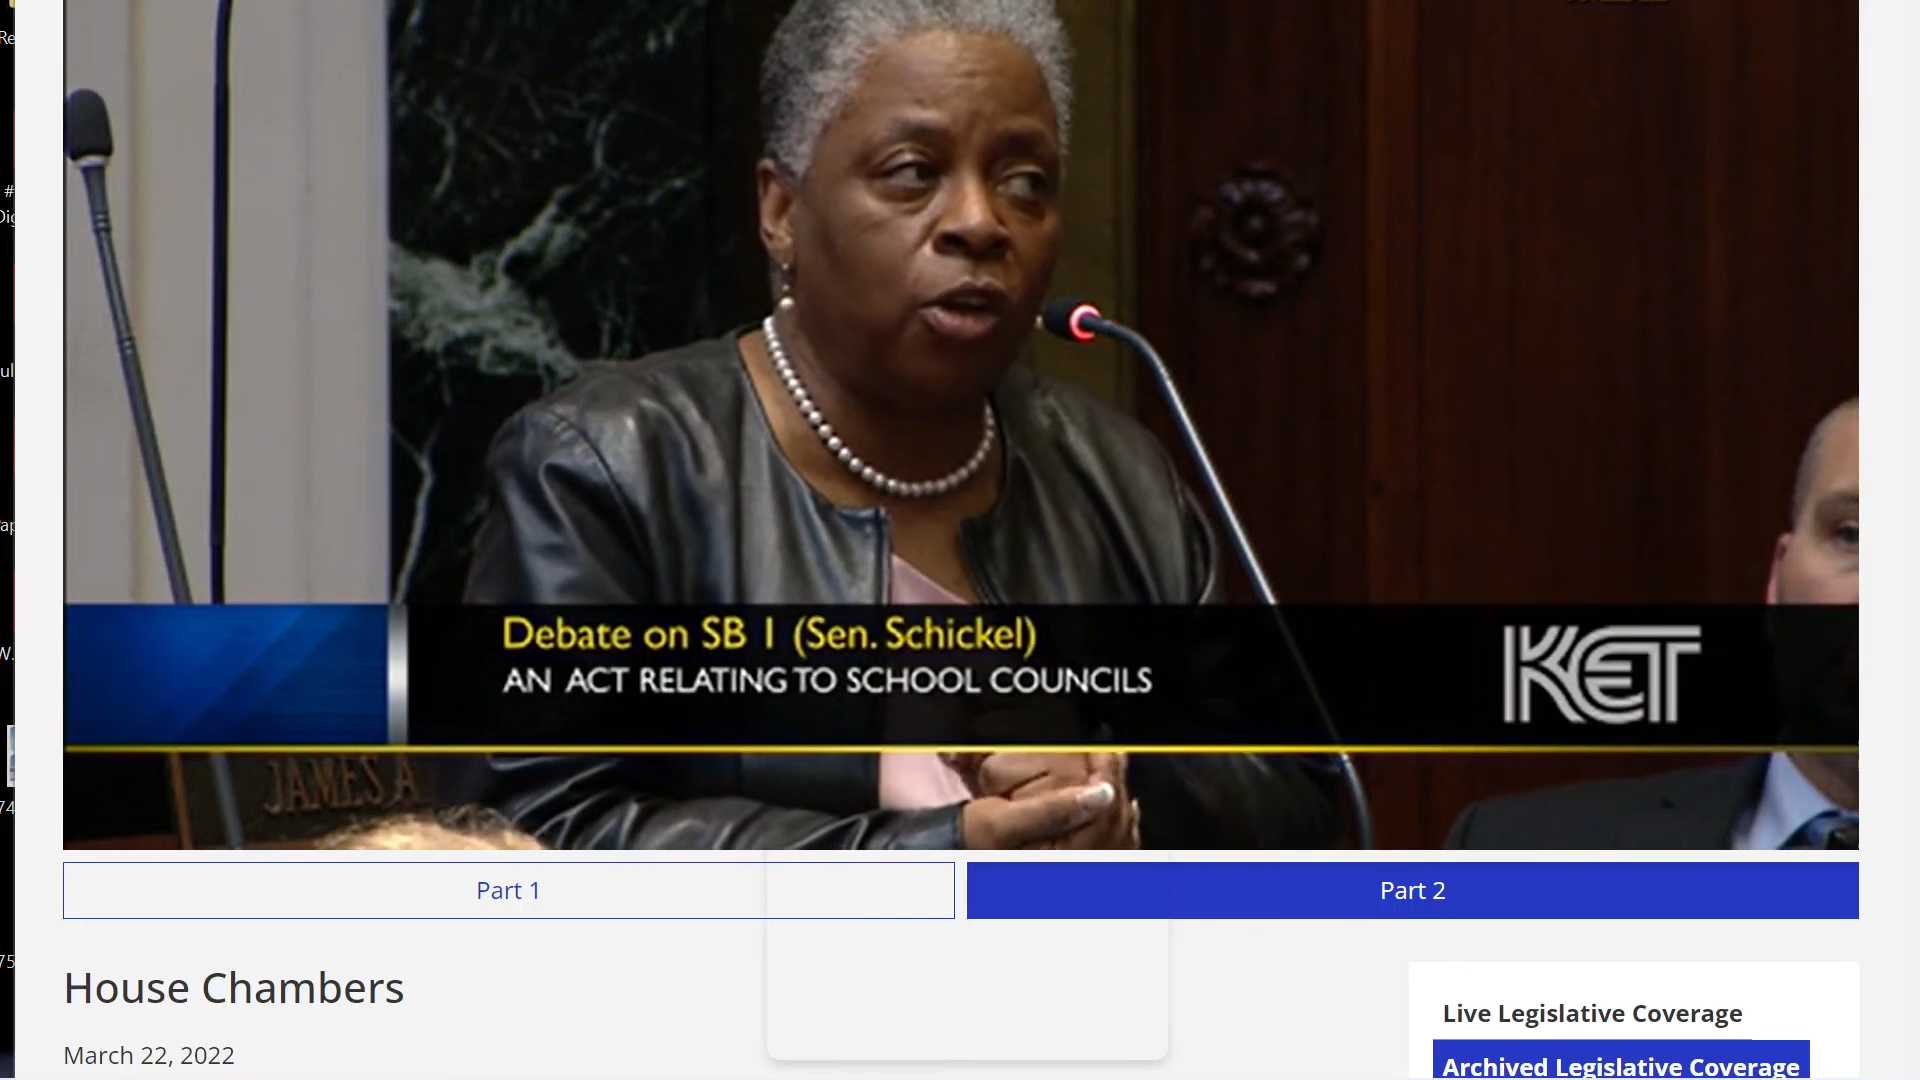 Debate on SB 1 (Sen. Schickel)
AN ACT RELATING TO SCHOOL COUNCILS
KET
JAMES A
Part 1
Part 2
House Chambers
March 22, 2022
Live Legislative Coverage
Archived Legislative Coverage